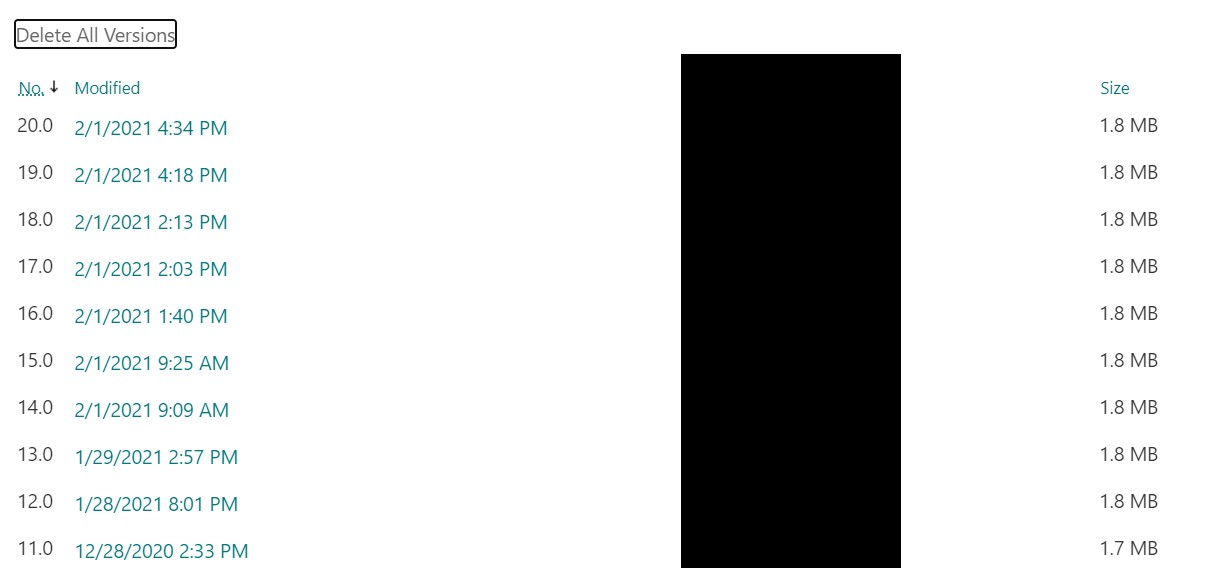 Delete All Versions
No. ↓ Modified Size
20.0 2/1/2021 4:34 PM 1.8 MB
19.0 2/1/2021 4:18 PM 1.8 MB
18.0 2/1/2021 2:13 PM 1.8 MB
17.0 2/1/2021 2:03 PM 1.8 MB
16.0 2/1/2021 1:40 PM 1.8 MB
15.0 2/1/2021 9:25 AM 1.8 MB
14.0 2/1/2021 9:09 AM 1.8 MB
13.0 1/29/2021 2:57 PM 1.8 MB
12.0 1/28/2021 8:01 PM 1.8 MB
11.0 12/28/2020 2:33 PM 1.7 MB